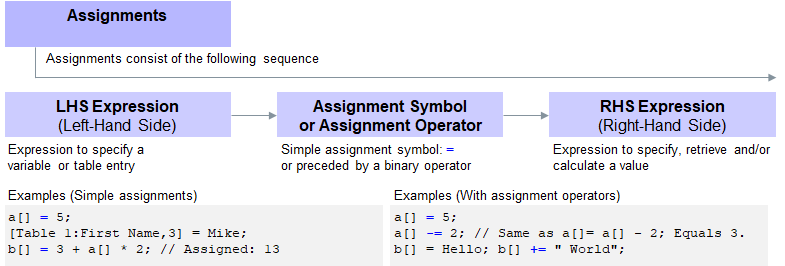 Assignments
Assignments consist of the following sequence
LHS Expression
(Left-Hand Side)
Assignment Symbol
or Assignment Operator
RHS Expression
(Right-Hand Side)
Expression to specify a
variable or table entry
Simple assignment symbol: =
or preceded by a binary operator
Expression to specify, retrieve and/or
calculate a value
Examples (Simple assignments)
a[] = 5;
[Table 1:First Name,3] = Mike;
b[] = 3 + a[] * 2; // Assigned: 13
Examples (With assignment operators)
a[] = 5;
a[] -= 2; // Same as a[]= a[] - 2; Equals 3.
b[] = Hello; b[] += " World";